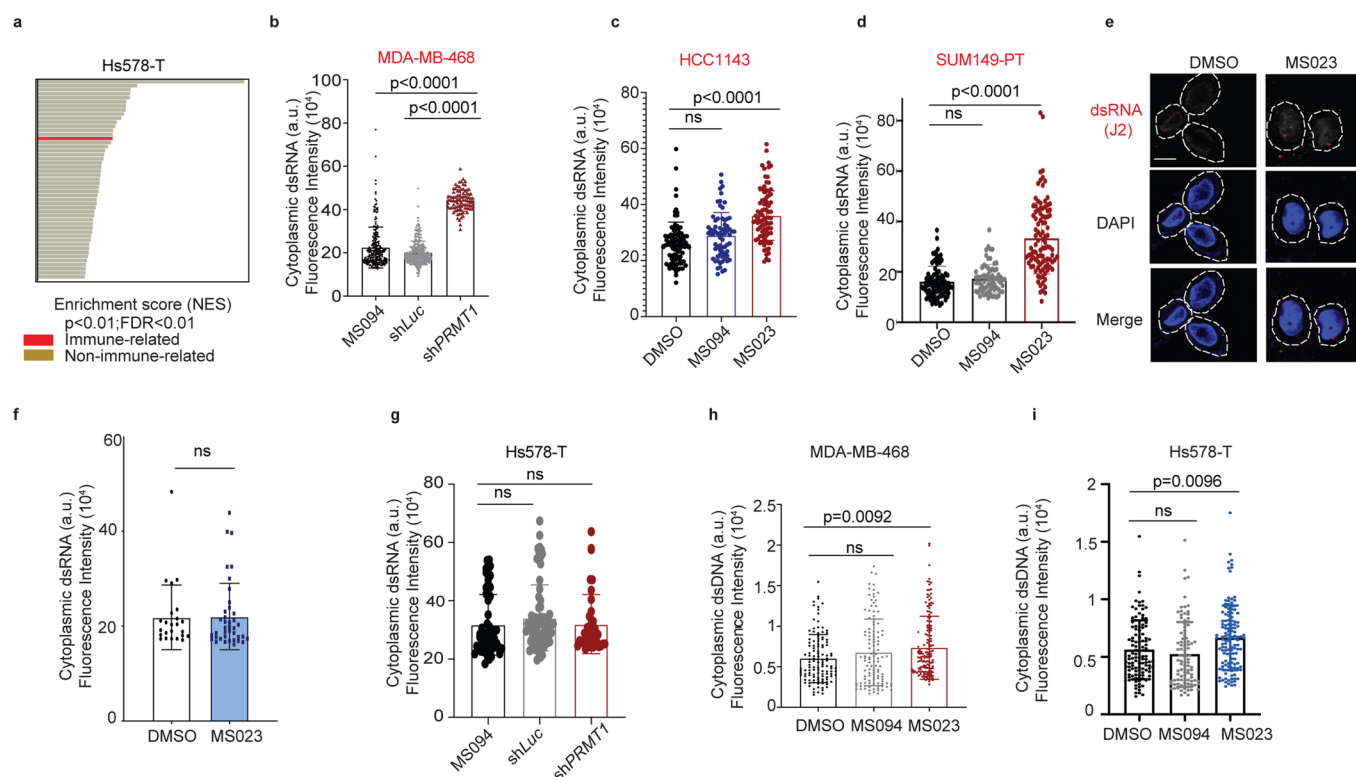 a
Hs578-T
Enrichment score (NES)
p<0.01;FDR<0.01
Immune-related
Non-immune-related
b
MDA-MB-468
Cytoplasmic dsRNA (a.u.)
Fluorescence Intensity (10⁴)
100
80
60
40
20
0
p<0.0001
p<0.0001
MS094
shLuc
shPRMT1
c
HCC1143
Cytoplasmic dsRNA (a.u.)
Fluorescence Intensity (10⁴)
80
60
40
20
0
p<0.0001
ns
DMSO
MS094
MS023
d
SUM149-PT
Cytoplasmic dsRNA (a.u.)
Fluorescence Intensity (10⁴)
80
60
40
20
0
p<0.0001
ns
DMSO
MS094
MS023
e
DMSO
MS023
dsRNA
(J2)
DAPI
Merge
f
Cytoplasmic dsRNA (a.u.)
Fluorescence Intensity (10⁴)
60
40
20
0
ns
DMSO
MS023
g
Hs578-T
Cytoplasmic dsRNA (a.u.)
Fluorescence Intensity (10⁴)
80
60
40
20
0
ns
ns
MS094
shLuc
shPRMT1
h
MDA-MB-468
Cytoplasmic dsDNA (a.u.)
Fluorescence Intensity (10⁴)
2.5
2.0
1.5
1.0
0.5
0
p=0.0092
ns
DMSO
MS094
MS023
i
Hs578-T
Cytoplasmic dsDNA (a.u.)
Fluorescence Intensity (10⁴)
2
1.5
1
0.5
0
p=0.0096
ns
DMSO
MS094
MS023